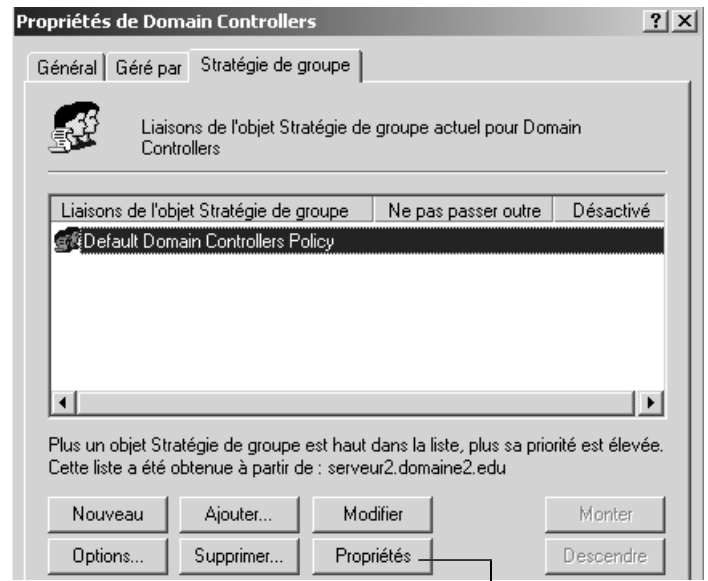 Propriétés de Domain Controllers
Général Géré par Stratégie de groupe
Liaisons de l'objet Stratégie de groupe actuel pour Domain
Controllers
Liaisons de l'objet Stratégie de groupe Ne pas passer outre Désactivé
Default Domain Controllers Policy
Plus un objet Stratégie de groupe est haut dans la liste, plus sa priorité est élevée.
Cette liste a été obtenue à partir de : serveur2.domaine2.edu
Nouveau Ajouter... Modifier Monter
Options... Supprimer... Propriétés Descendre